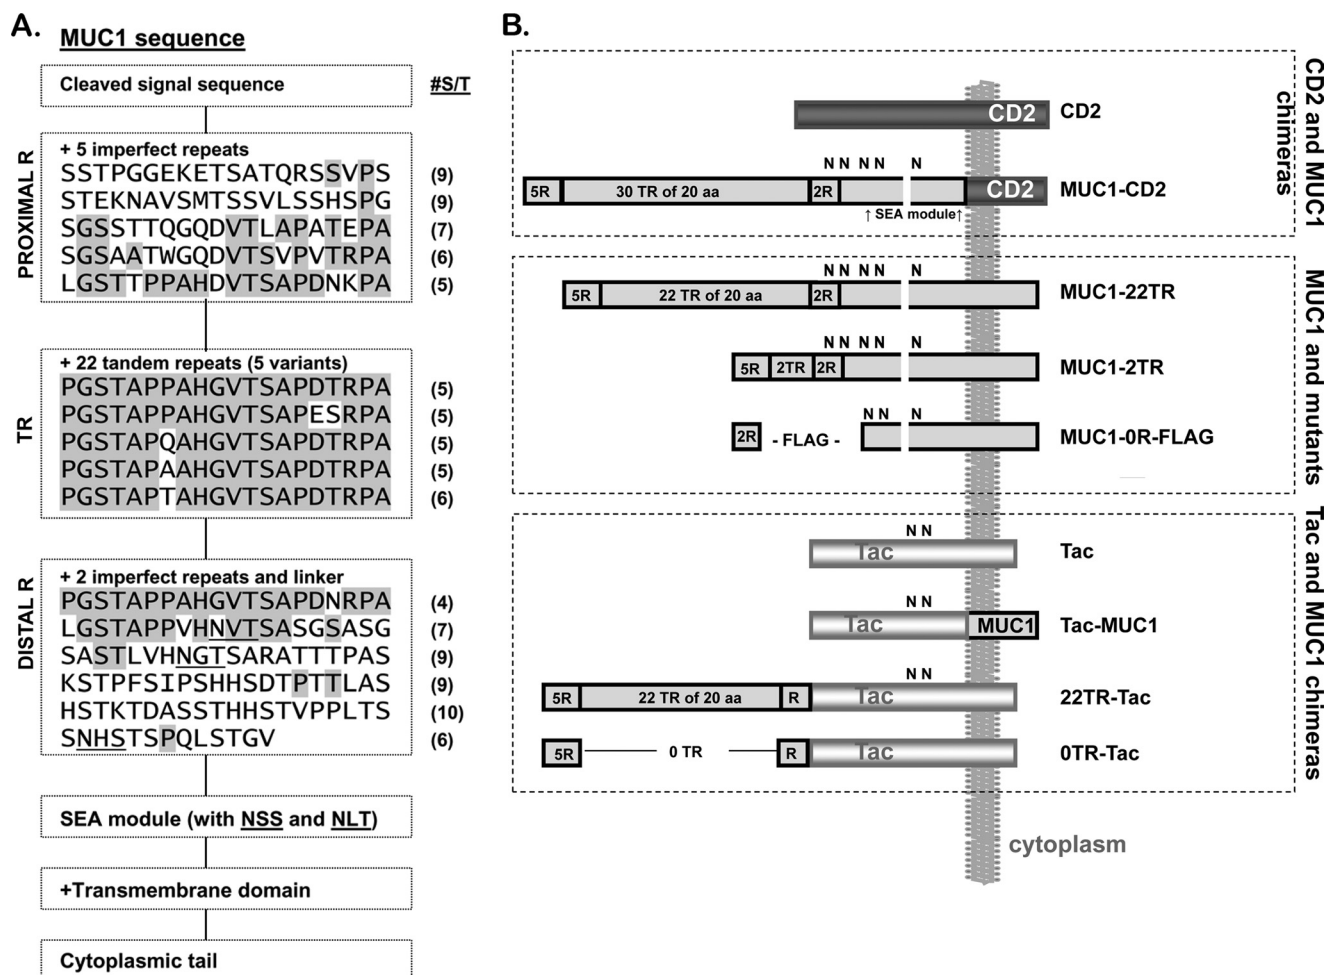 A.
MUC1 sequence
Cleaved signal sequence
#S/T
PROXIMAL R
+ 5 imperfect repeats
SSTPGGEKETSATQRSSVPS (9)
STEKNAVSMTSSVLSSHSPG (9)
SGSSTTQGQDVTLAPATEPA (7)
SGSAATWGQDVTSVPVTRPA (6)
LGSTTPPAHDVTSAPDNKPA (5)
TR
+ 22 tandem repeats (5 variants)
PGSTAPPAHGVTSAPDTRPA (5)
PGSTAPPAHGVTSAPESRPA (5)
PGSTAPQAHGVTSAPDTRPA (5)
PGSTAPAAHGVTSAPDTRPA (5)
PGSTAPTAHGVTSAPDTRPA (6)
DISTAL R
+ 2 imperfect repeats and linker
PGSTAPPAHGVTSAPDNRPA (4)
LGSTAPPVHNVTSASGSASG (7)
SASTLVHNGTSARATTTPAS (9)
KSTPFSIPSHHSDTPTTLAS (9)
HSTKTDASSTHHSTVPPLTS (10)
SNHSTSPQLSTGV (6)
SEA module (with NSS and NLT)
+Transmembrane domain
Cytoplasmic tail
B.
CD2 and MUC1
chimeras
CD2 CD2
N N N N N
5R 30 TR of 20 aa 2R CD2 MUC1-CD2
↑ SEA module↑
MUC1 and mutants
N N N N N
5R 22 TR of 20 aa 2R MUC1-22TR
N N N N N
5R 2TR 2R MUC1-2TR
N N N
2R - FLAG - MUC1-0R-FLAG
Tac and MUC1 chimeras
N N
Tac Tac
N N
Tac MUC1 Tac-MUC1
N N
5R 22 TR of 20 aa R Tac 22TR-Tac
5R 0 TR R Tac 0TR-Tac
cytoplasm